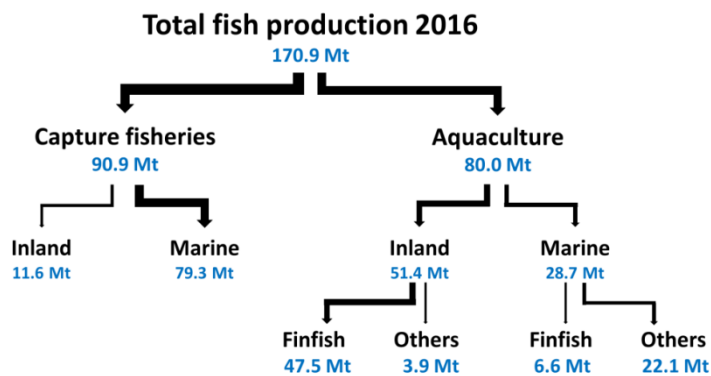 Total fish production 2016
170.9 Mt
Capture fisheries
90.9 Mt
Aquaculture
80.0 Mt
Inland
11.6 Mt
Marine
79.3 Mt
Inland
51.4 Mt
Marine
28.7 Mt
Finfish
47.5 Mt
Others
3.9 Mt
Finfish
6.6 Mt
Others
22.1 Mt